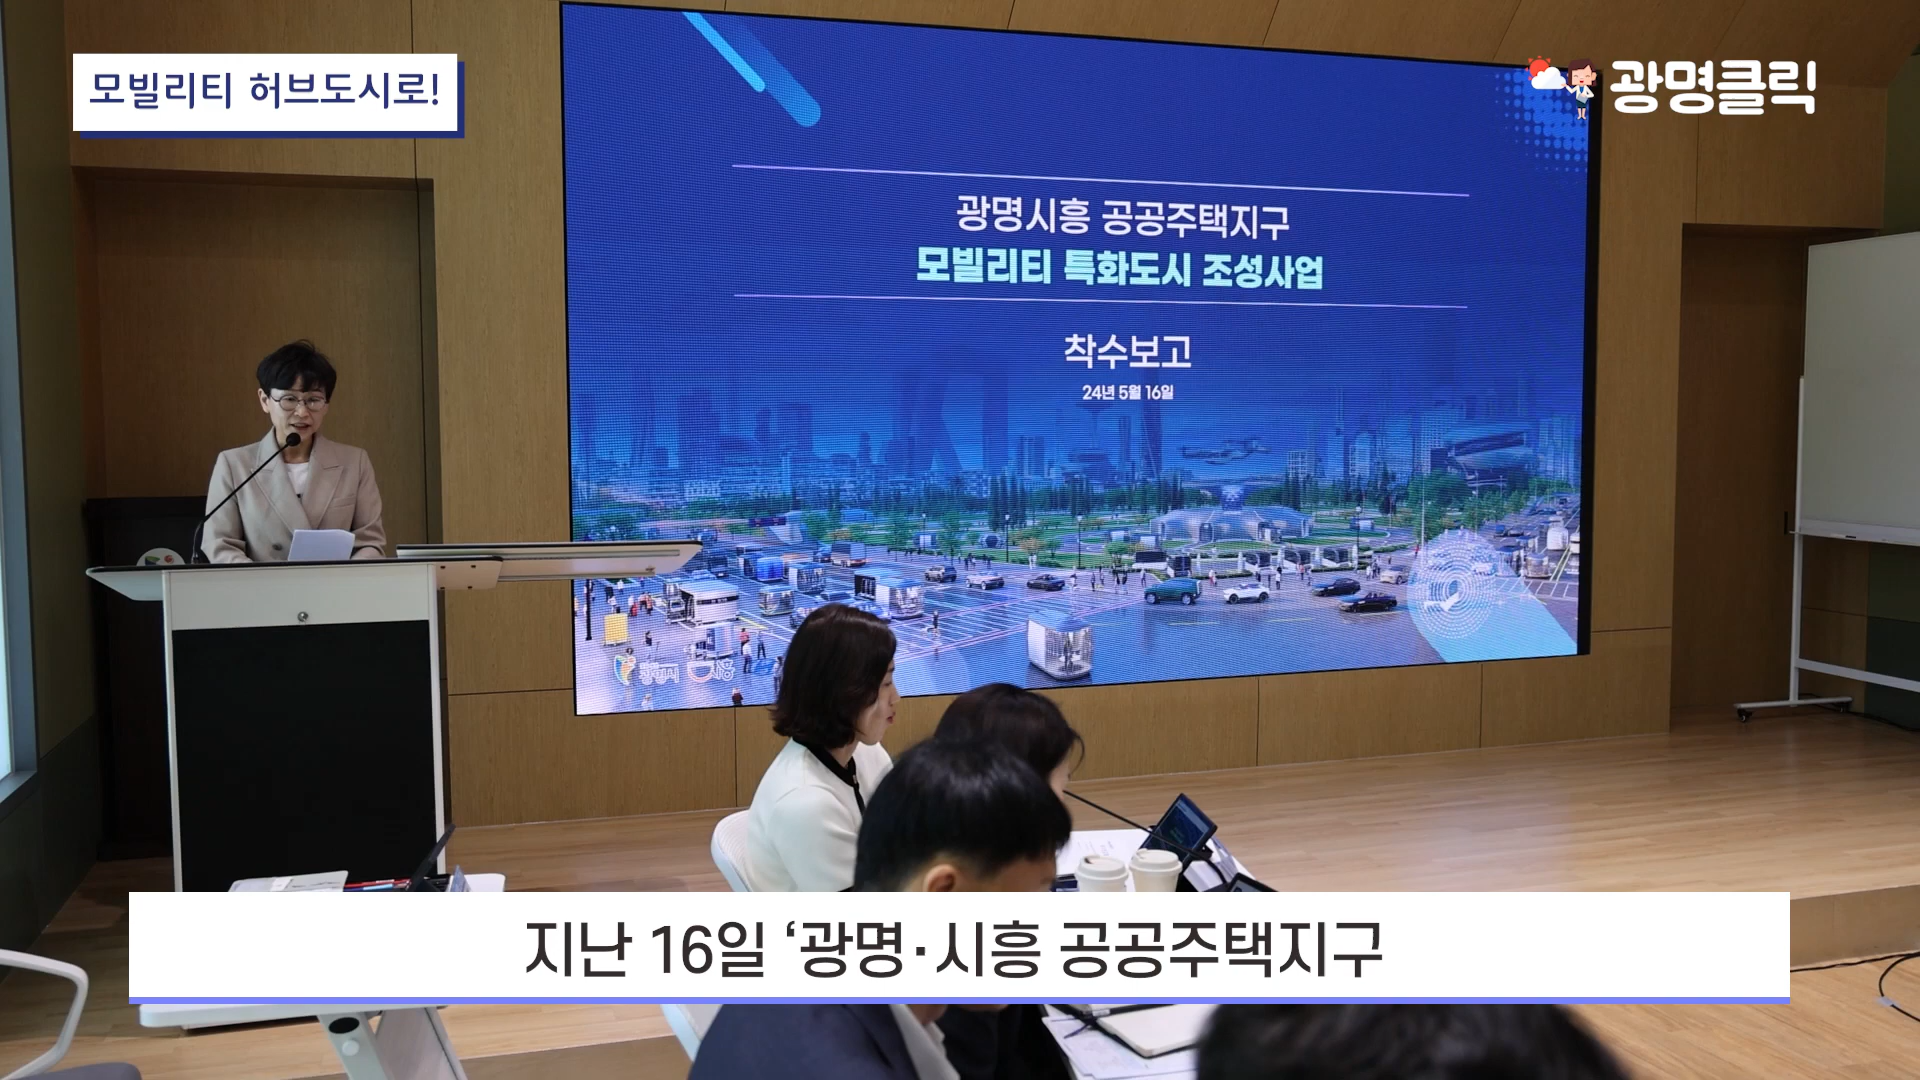 모빌리티 허브도시로!
광명클릭
광명시흥 공공주택지구
모빌리티 특화도시 조성사업
착수보고
24년 5월 16일
광명시
지난 16일 ‘광명·시흥 공공주택지구